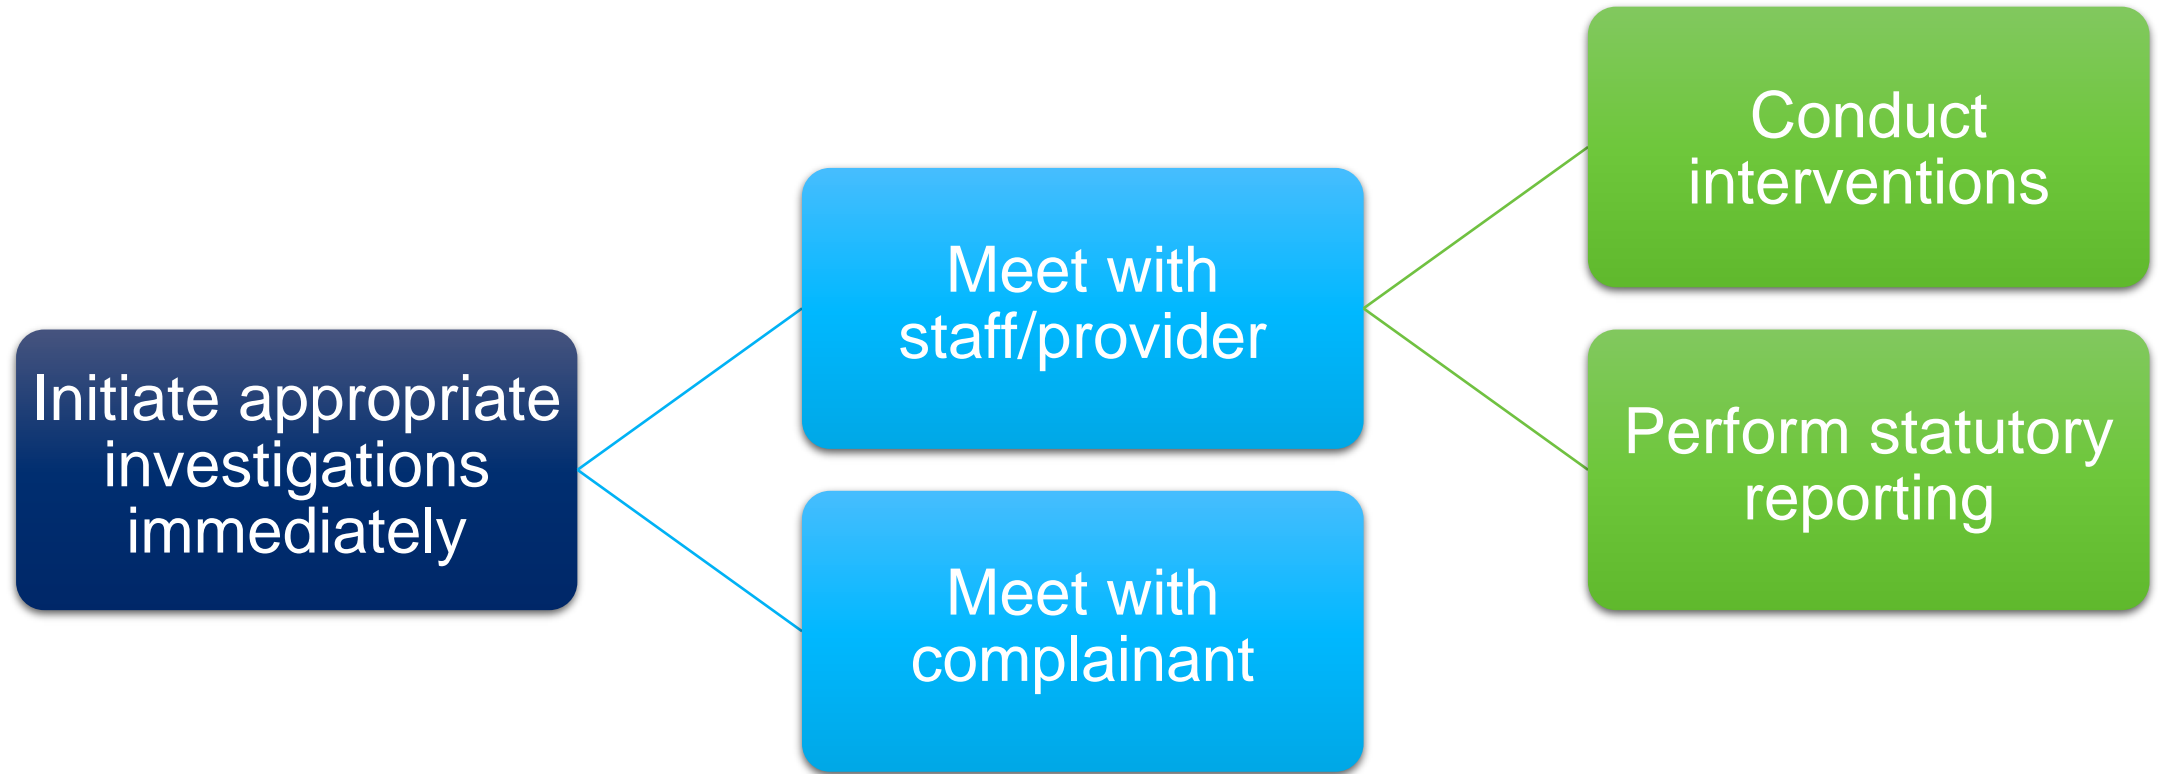 Initiate appropriate
investigations
immediately
Meet with
staff/provider
Meet with
complainant
Conduct
interventions
Perform statutory
reporting